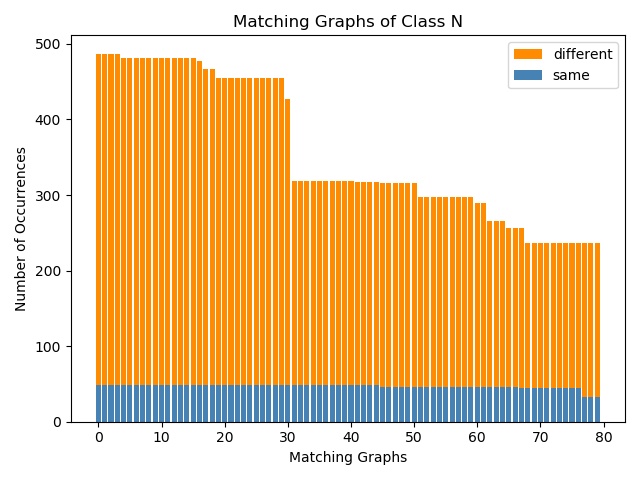 Matching Graphs of Class N
different
same
Number of Occurrences
500
400
300
200
100
0
0 10 20 30 40 50 60 70 80
Matching Graphs